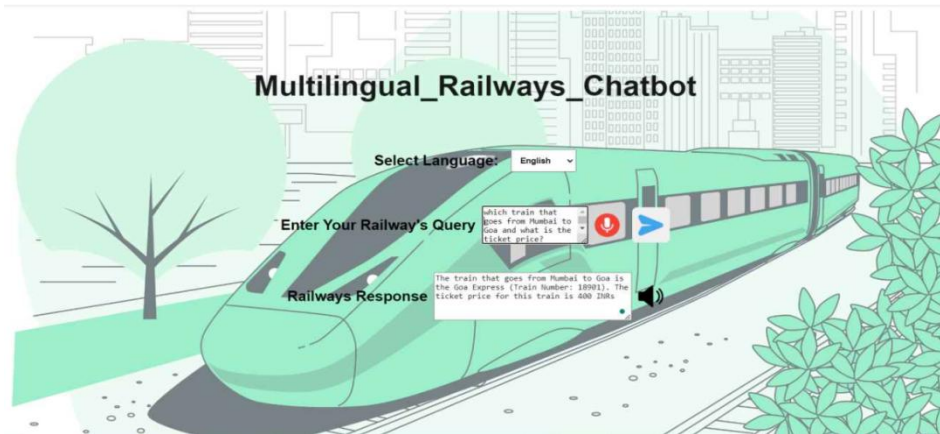 Multilingual_Railways_Chatbot
Select Language: English
Enter Your Railway's Query
which train that
goes from Mumbai to
Goa and what is the
ticket price?
Railways Response
The train that goes from Mumbai to Goa is
the Goa Express (Train Number: 18901). The
ticket price for this train is 400 INRs